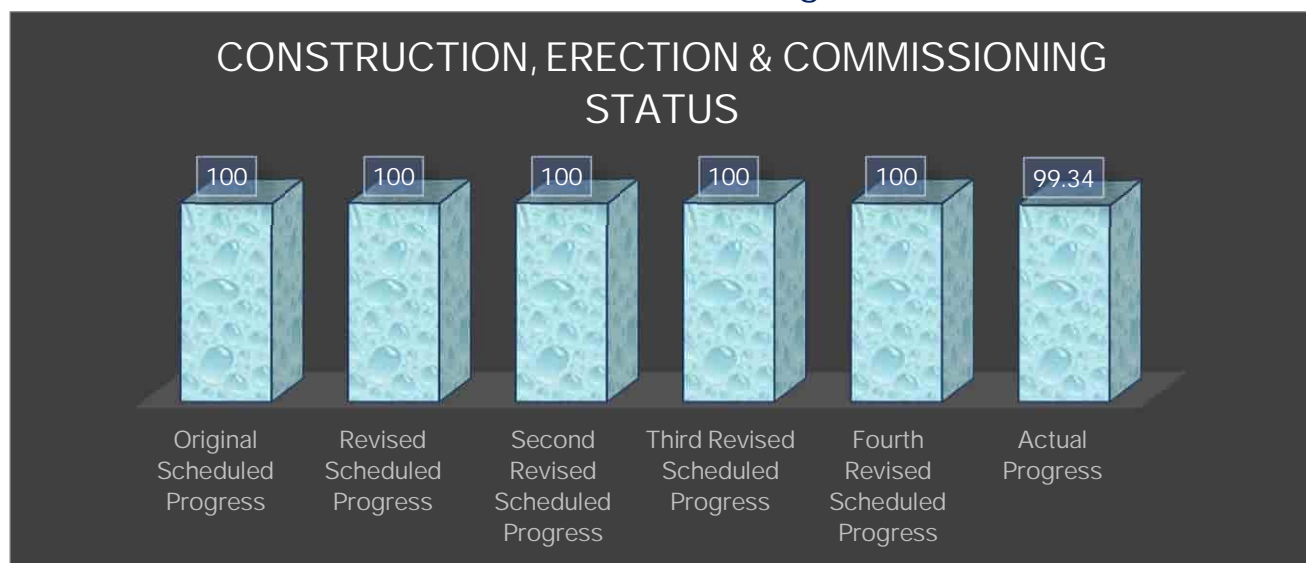 CONSTRUCTION, ERECTION & COMMISSIONING
STATUS
100 100 100 100 100 99.34
Original
Scheduled
Progress
Revised
Scheduled
Progress
Second
Revised
Scheduled
Progress
Third Revised
Scheduled
Progress
Fourth
Revised
Scheduled
Progress
Actual
Progress